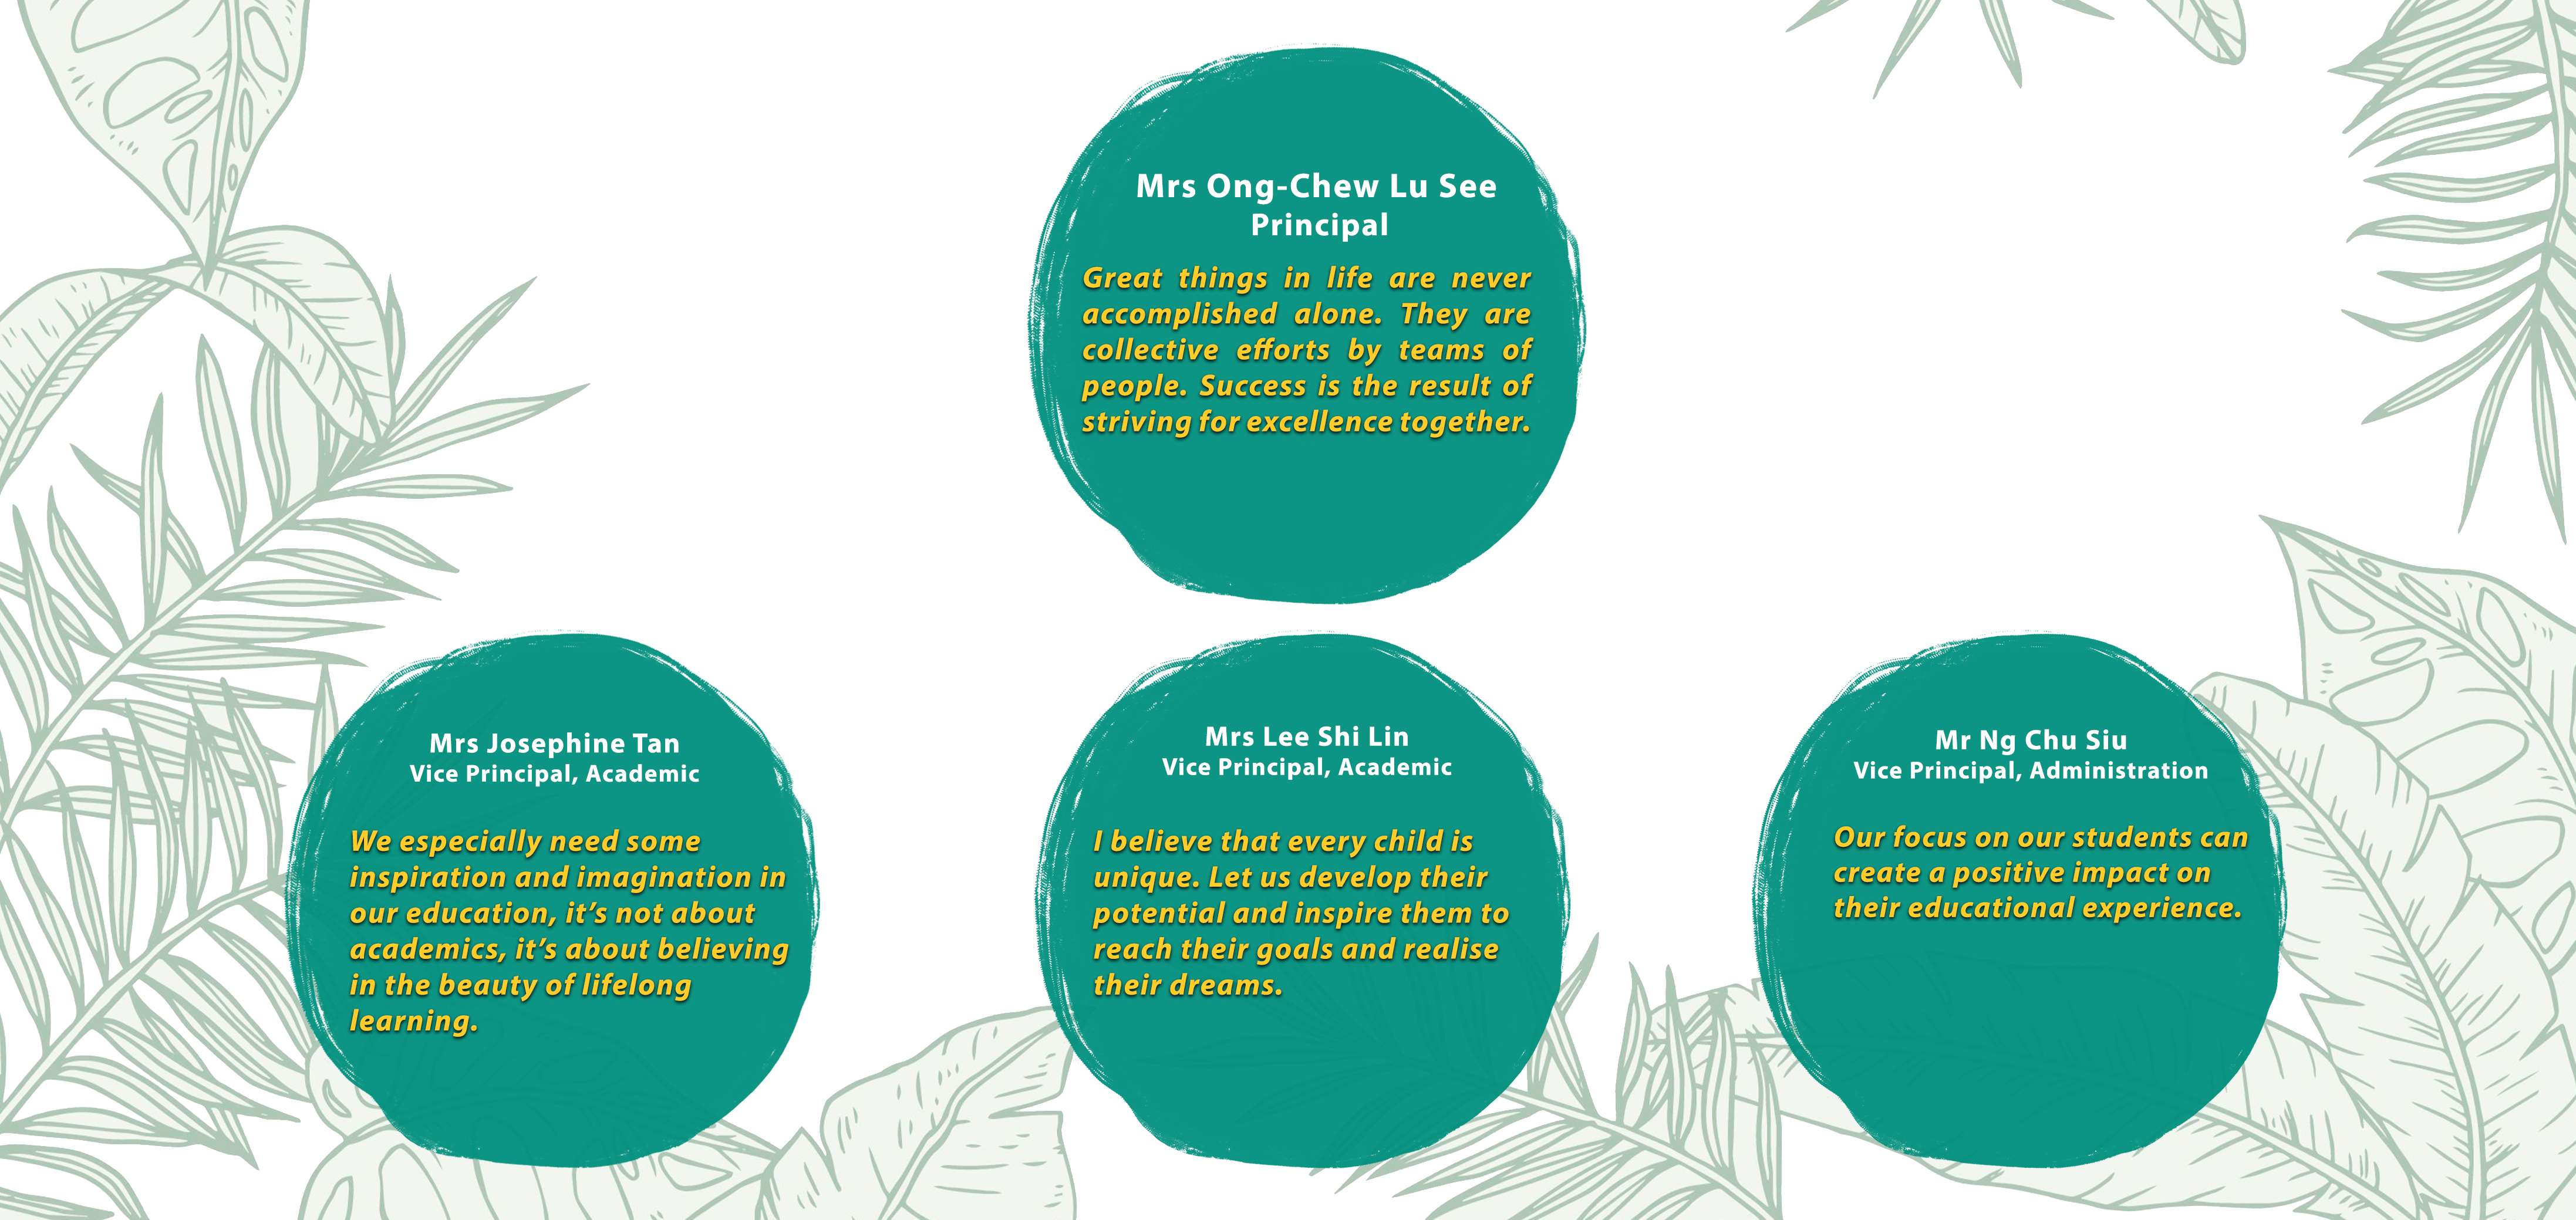 Mrs Ong-Chew Lu See
Principal
Great things in life are never
accomplished alone. They are
collective efforts by teams of
people. Success is the result of
striving for excellence together.
Mrs Josephine Tan
Vice Principal, Academic
We especially need some
inspiration and imagination in
our education, it's not about
academics, it's about believing
in the beauty of lifelong
learning.
Mrs Lee Shi Lin
Vice Principal, Academic
I believe that every child is
unique. Let us develop their
potential and inspire them to
reach their goals and realise
their dreams.
Mr Ng Chu Siu
Vice Principal, Administration
Our focus on our students can
create a positive impact on
their educational experience.